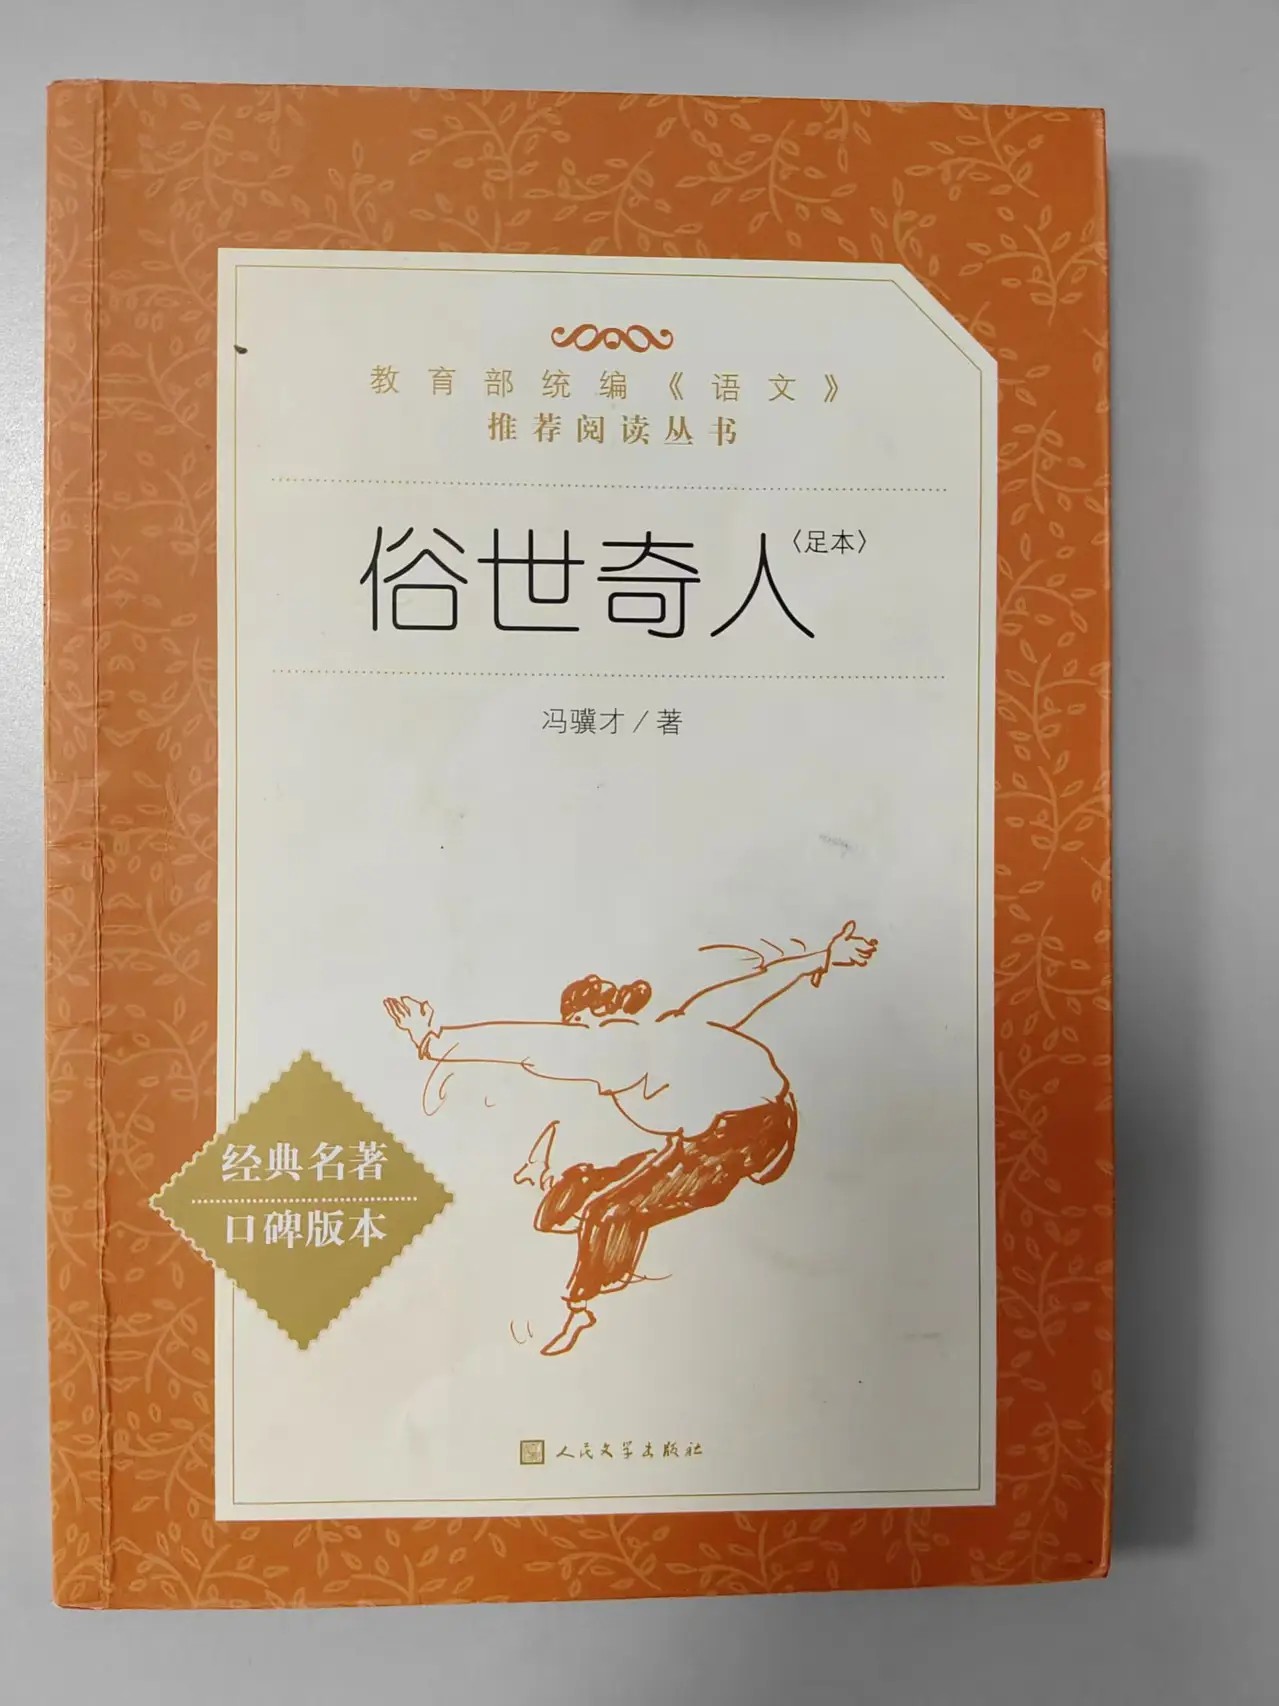 教育部统编《语文》
推荐阅读丛书
俗世奇人〈足本〉
冯骥才/著
经典名著
口碑版本
人民文学出版社